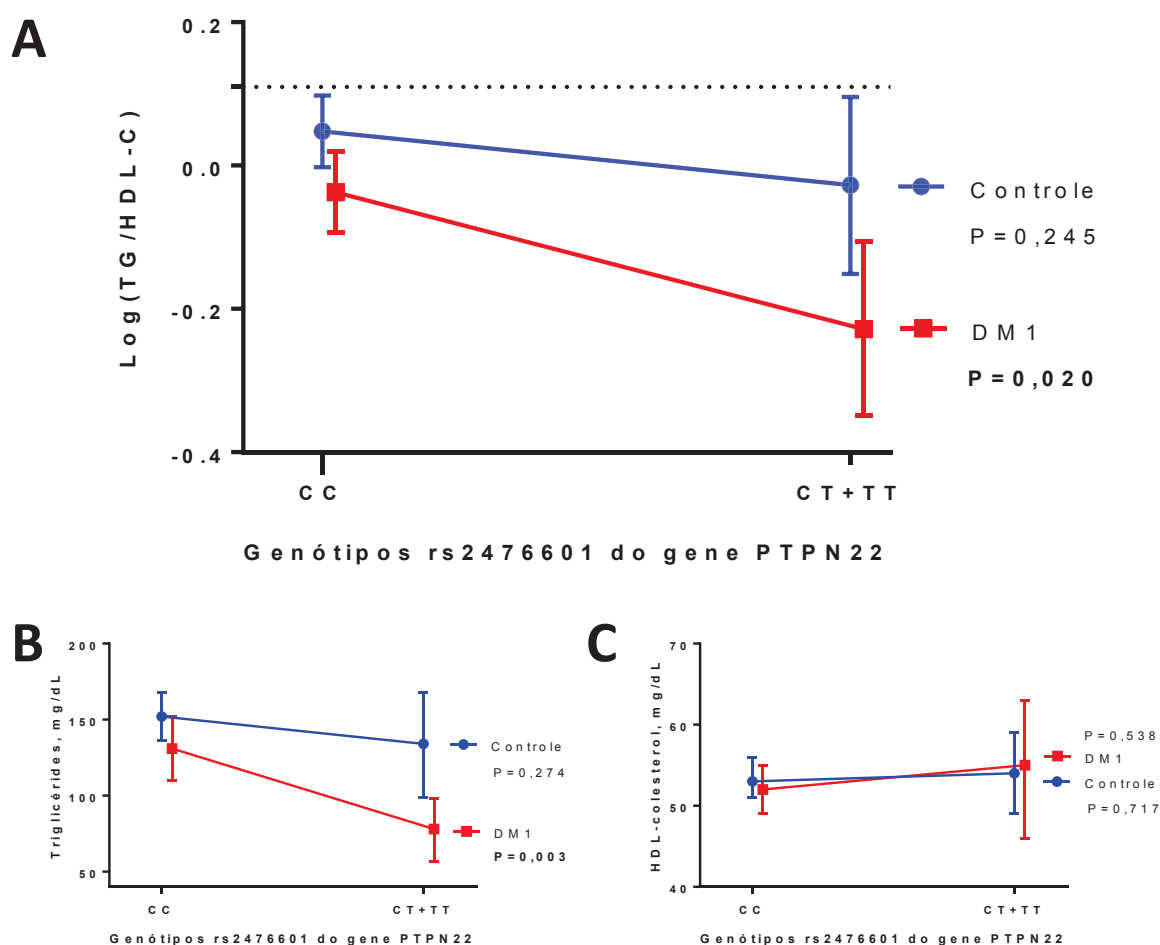 A
0.2
0.0
-0.2
-0.4
Log(TG/HDL-C)
Controle
P=0,245
DM1
P=0,020
CC
CT+TT
Genótipos rs2476601 do gene PTPN22
B
200
150
100
50
Triglicérides, mg/dL
Controle
P=0,274
DM1
P=0,003
CC
CT+TT
Genótipos rs2476601 do gene PTPN22
C
70
60
50
40
HDL-colesterol, mg/dL
P=0,538
DM1
Controle
P=0,717
CC
CT+TT
Genótipos rs2476601 do gene PTPN22